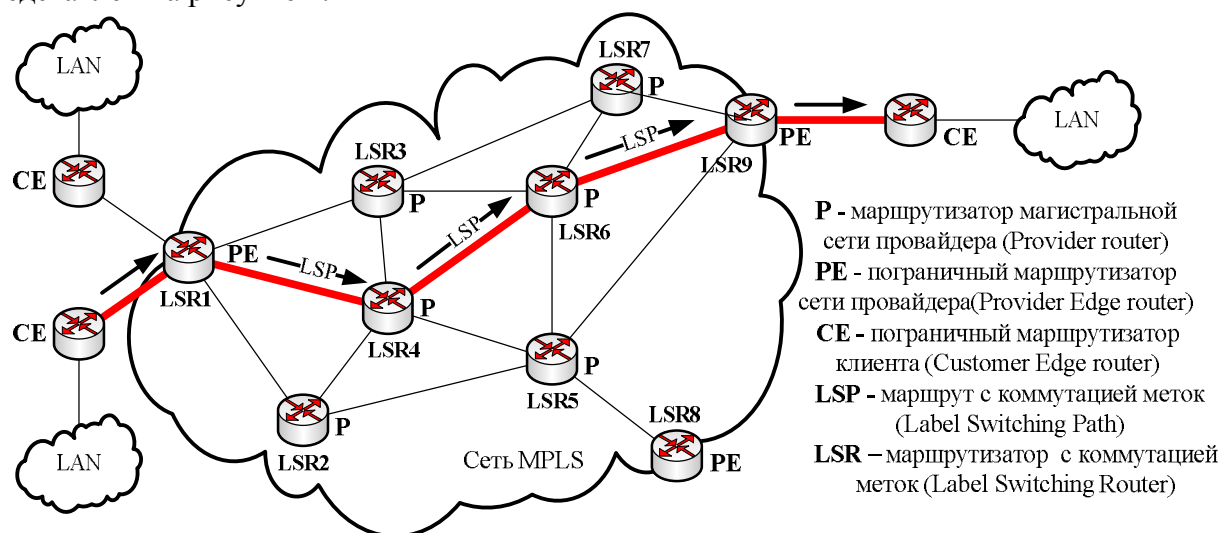 LAN
LSR7
P
LSP
PE
LSR9
CE
LAN
CE
LSR3
P
P
LSR6
LSP
PE
LSR1
LSP
P
LSR4
CE
P
LSR5
LSR8
PE
LAN
P
LSR2
Сеть MPLS
P - маршрутизатор магистральной
сети провайдера (Provider router)
PE - пограничный маршрутизатор
сети провайдера(Provider Edge router)
CE - пограничный маршрутизатор
клиента (Customer Edge router)
LSP - маршрут с коммутацией меток
(Label Switching Path)
LSR – маршрутизатор с коммутацией
меток (Label Switching Router)